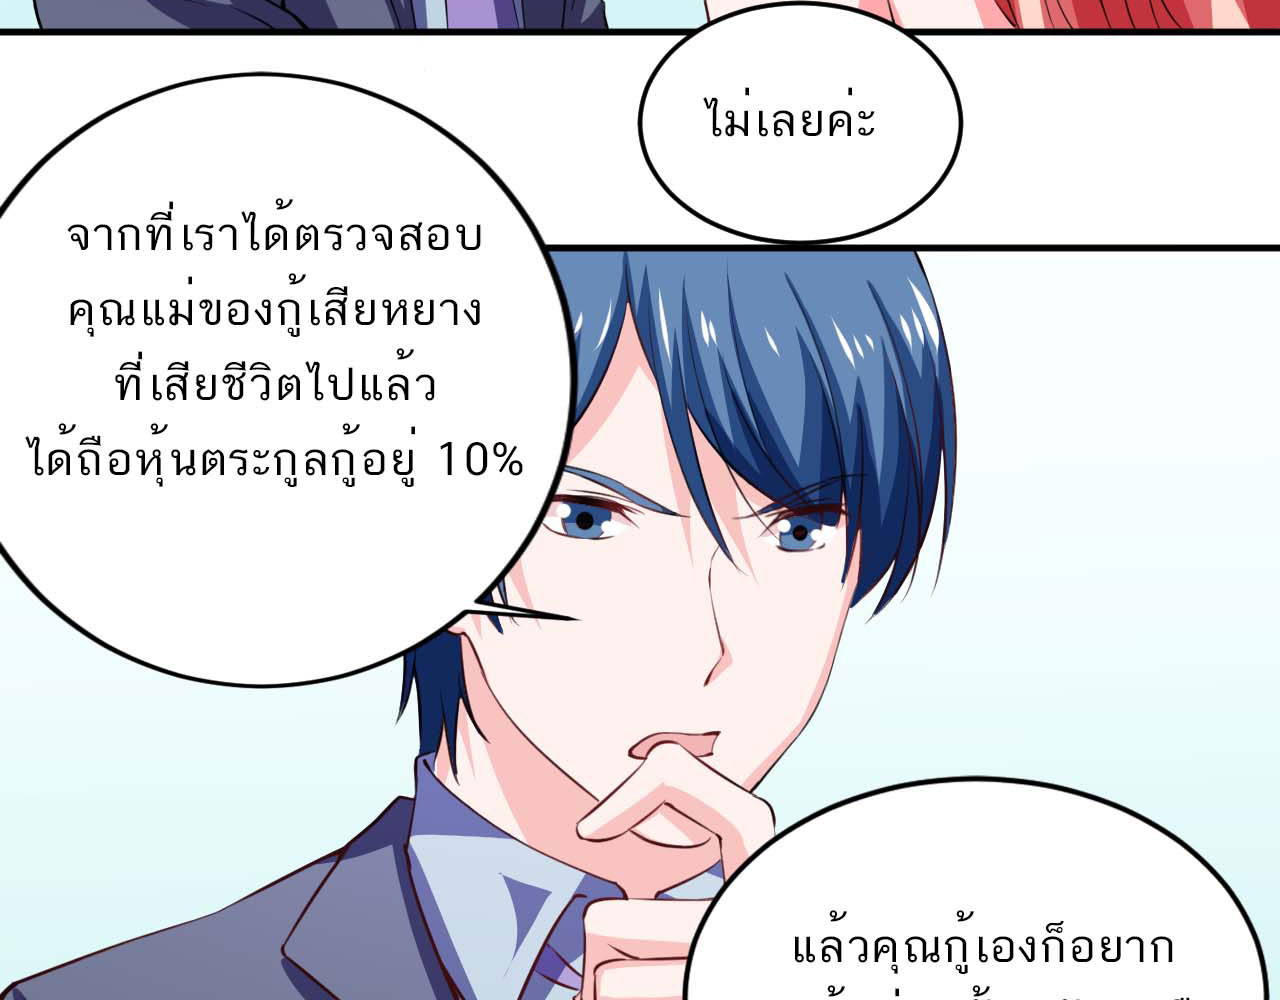 ไม่เลยค่ะ
จากที่เราได้ตรวจสอบ
คุณแม่ของกู้เสียหยาง
ที่เสียชีวิตไปแล้ว
ได้ถือหุ้นตระกูลกู้อยู่ 10%
แล้วคุณกู้เองก็อยาก